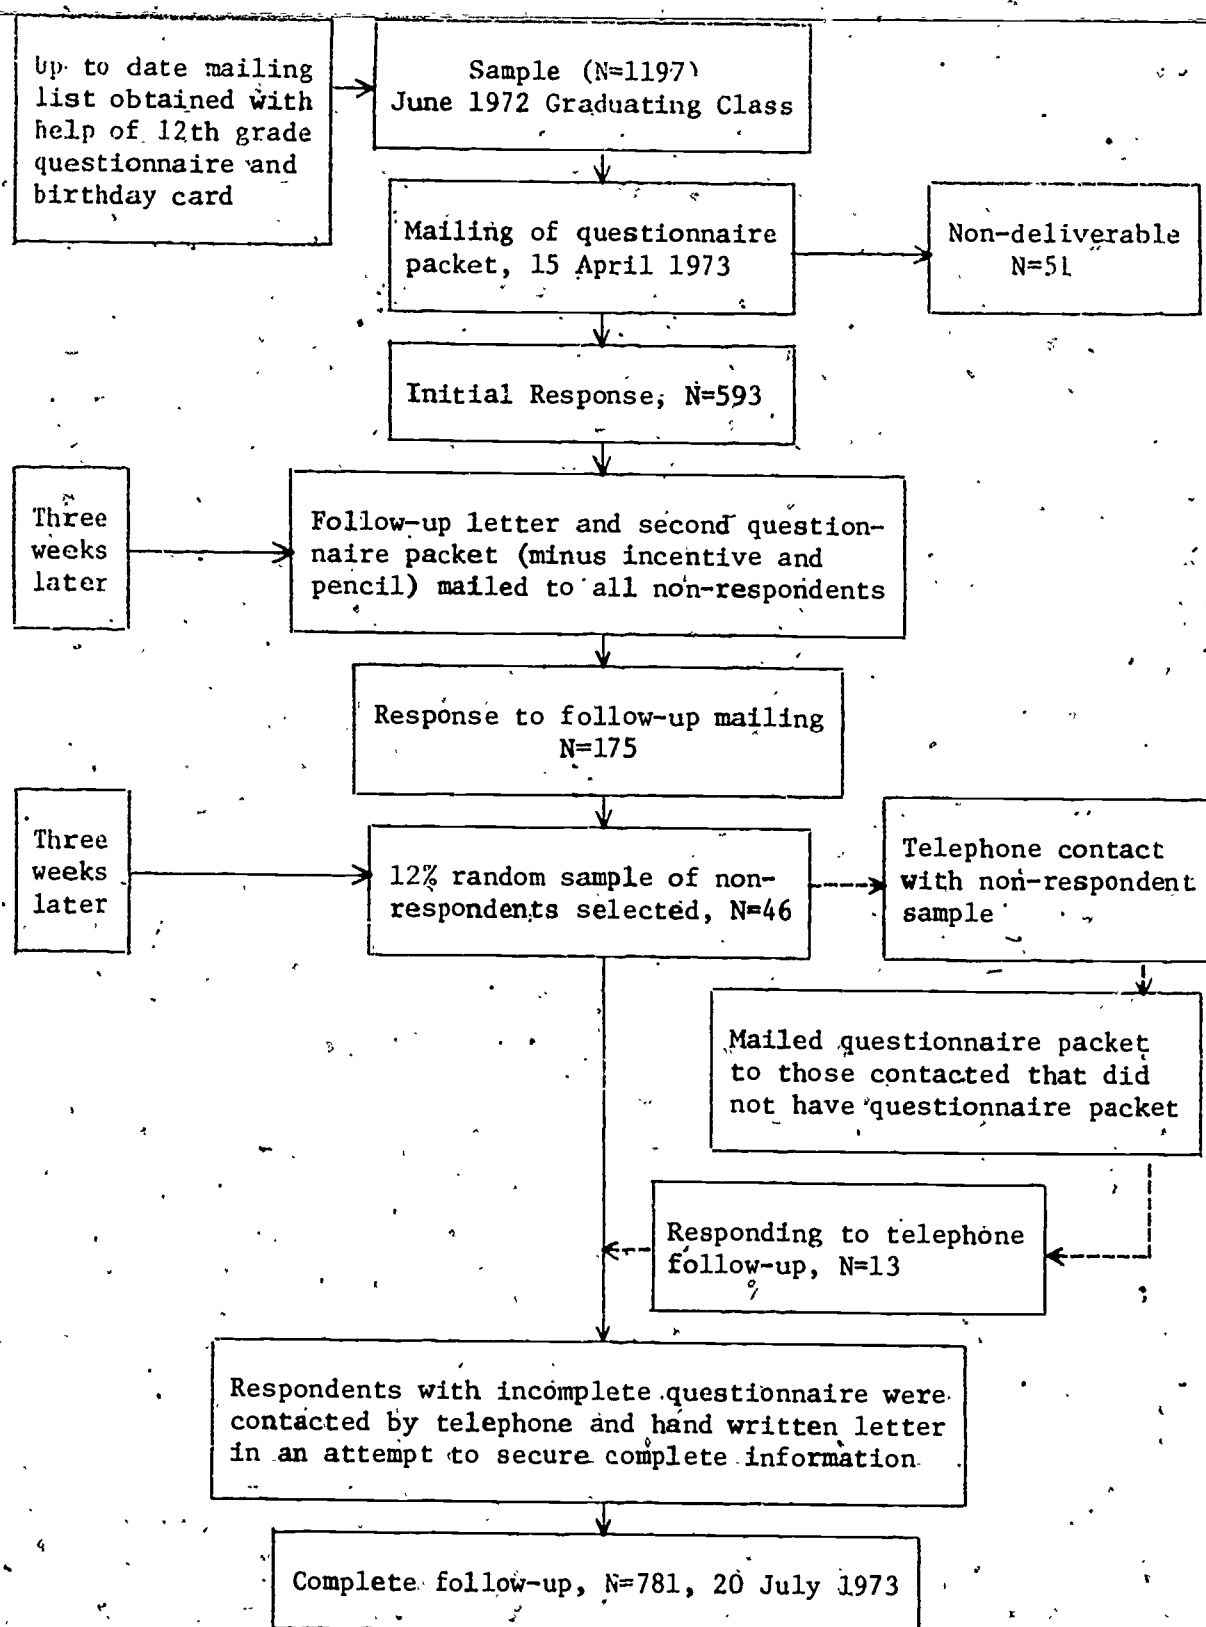 Up to date mailing
list obtained with
help of 12th grade
questionnaire and
birthday card
Sample (N=1197)
June 1972 Graduating Class
Mailing of questionnaire
packet, 15 April 1973
Non-deliverable
N=51
Initial Response, N=593
Three
weeks
later
Follow-up letter and second question-
naire packet (minus incentive and
pencil) mailed to all non-respondents
Response to follow-up mailing
N=175
Three
weeks
later
12% random sample of non-
respondents selected, N=46
Telephone contact
with non-respondent
sample
Mailed questionnaire packet
to those contacted that did
not have questionnaire packet
Responding to telephone
follow-up, N=13
Respondents with incomplete questionnaire were
contacted by telephone and hand written letter
in an attempt to secure complete information
Complete follow-up, N=781, 20 July 1973